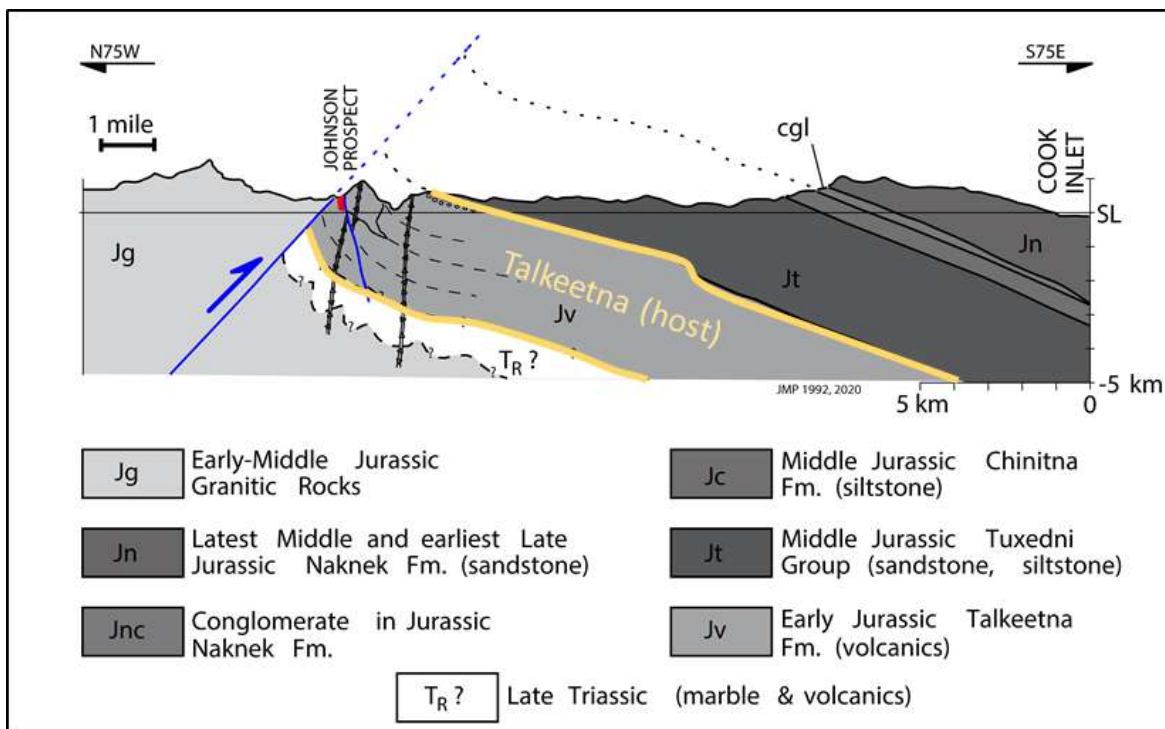 N75W
S75E
1 mile
JOHNSON
PROSPECT
cgl
COOK
INLET
SL
Jg
Talkeetna (host)
Jv
Jt
Jn
TR ?
?
?
?
?
?
?
JMP 1992, 2020
-5 km
5 km
0
Jg
Early-Middle Jurassic
Granitic Rocks
Jn
Latest Middle and earliest Late
Jurassic Naknek Fm. (sandstone)
Jnc
Conglomerate in Jurassic
Naknek Fm.
Jc
Middle Jurassic Chinitna
Fm. (siltstone)
Jt
Middle Jurassic Tuxedni
Group (sandstone, siltstone)
Jv
Early Jurassic Talkeetna
Fm. (volcanics)
TR ?
Late Triassic (marble & volcanics)